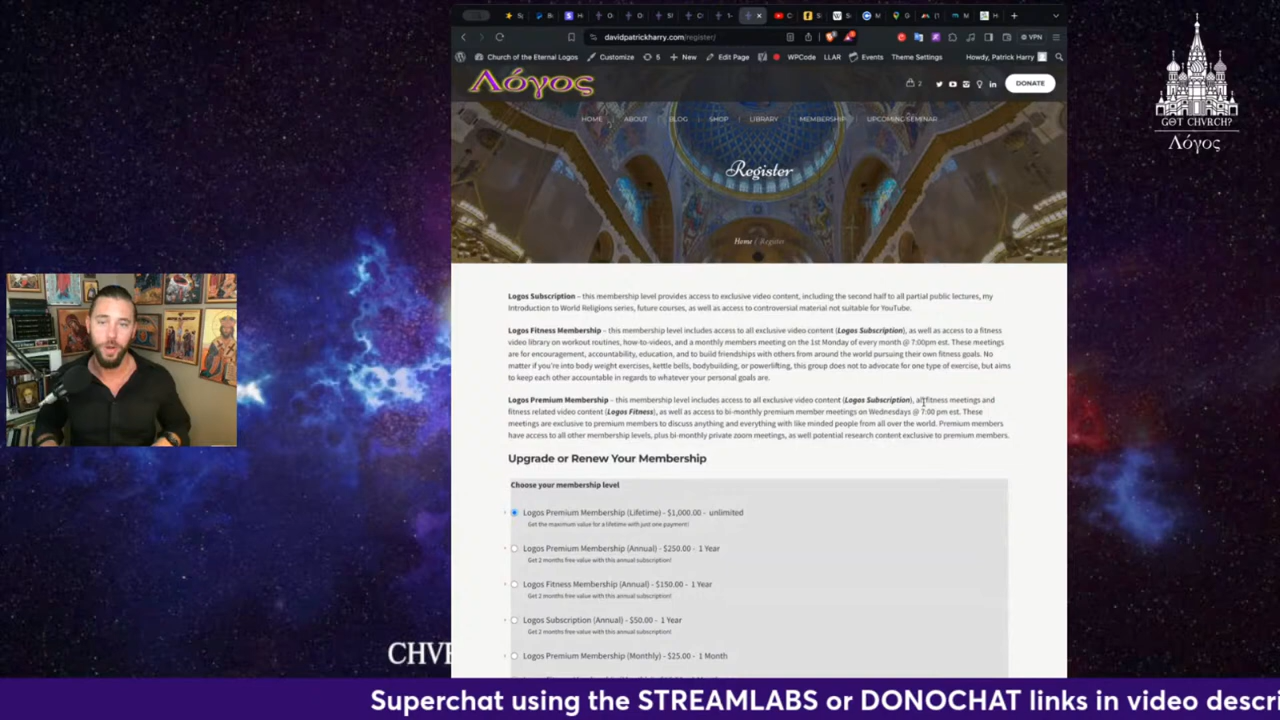 davidpatrickharry.com/register/
VPN
Church of the Eternal Logos
Customize
5
New
Edit Page
WPCode
LLAR
Events
Theme Settings
Howdy, Patrick Harry
Λόγος
2
DONATE
HOME
ABOUT
BLOG
SHOP
LIBRARY
MEMBERSHIP
UPCOMING SEMINAR
Register
Home / Register
GOT CHVRCH?
Λόγος
Logos Subscription – this membership level provides access to exclusive video content, including the second half to all partial public lectures, my
Introduction to World Religions series, future courses, as well as access to controversial material not suitable for YouTube.
Logos Fitness Membership – this membership level includes access to all exclusive video content (Logos Subscription), as well as access to a fitness
video library on workout routines, how-to-videos, and a monthly members meeting on the 1st Monday of every month @ 7:00pm est. These meetings
are for encouragement, accountability, education, and to build friendships with others from around the world pursuing their own fitness goals. No
matter if you're into body weight exercises, kettle bells, bodybuilding, or powerlifting, this group does not to advocate for one type of exercise, but aims
to keep each other accountable in regards to whatever your personal goals are.
Logos Premium Membership – this membership level includes access to all exclusive video content (Logos Subscription), all fitness meetings and
fitness related video content (Logos Fitness), as well as access to bi-monthly premium member meetings on Wednesdays @ 7:00 pm est. These
meetings are exclusive to premium members to discuss anything and everything with like minded people from all over the world. Premium members
have access to all other membership levels, plus bi-monthly private zoom meetings, as well potential research content exclusive to premium members.
Upgrade or Renew Your Membership
Choose your membership level
Logos Premium Membership (Lifetime) - $1,000.00 - unlimited
Get the maximum value for a lifetime with just one payment!
Logos Premium Membership (Annual) - $250.00 - 1 Year
Get 2 months free value with this annual subscription!
Logos Fitness Membership (Annual) - $150.00 - 1 Year
Get 2 months free value with this annual subscription!
Logos Subscription (Annual) - $50.00 - 1 Year
Get 2 months free value with this annual subscription!
Logos Premium Membership (Monthly) - $25.00 - 1 Month
Superchat using the STREAMLABS or DONOCHAT links in video descri